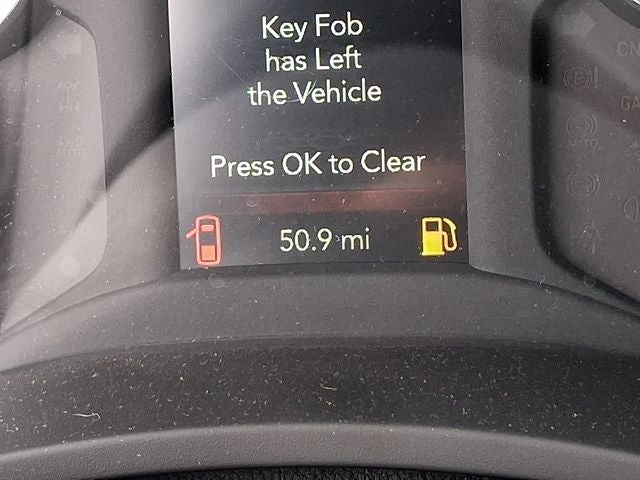 Key Fob
has Left
the Vehicle
Press OK to Clear
50.9 mi